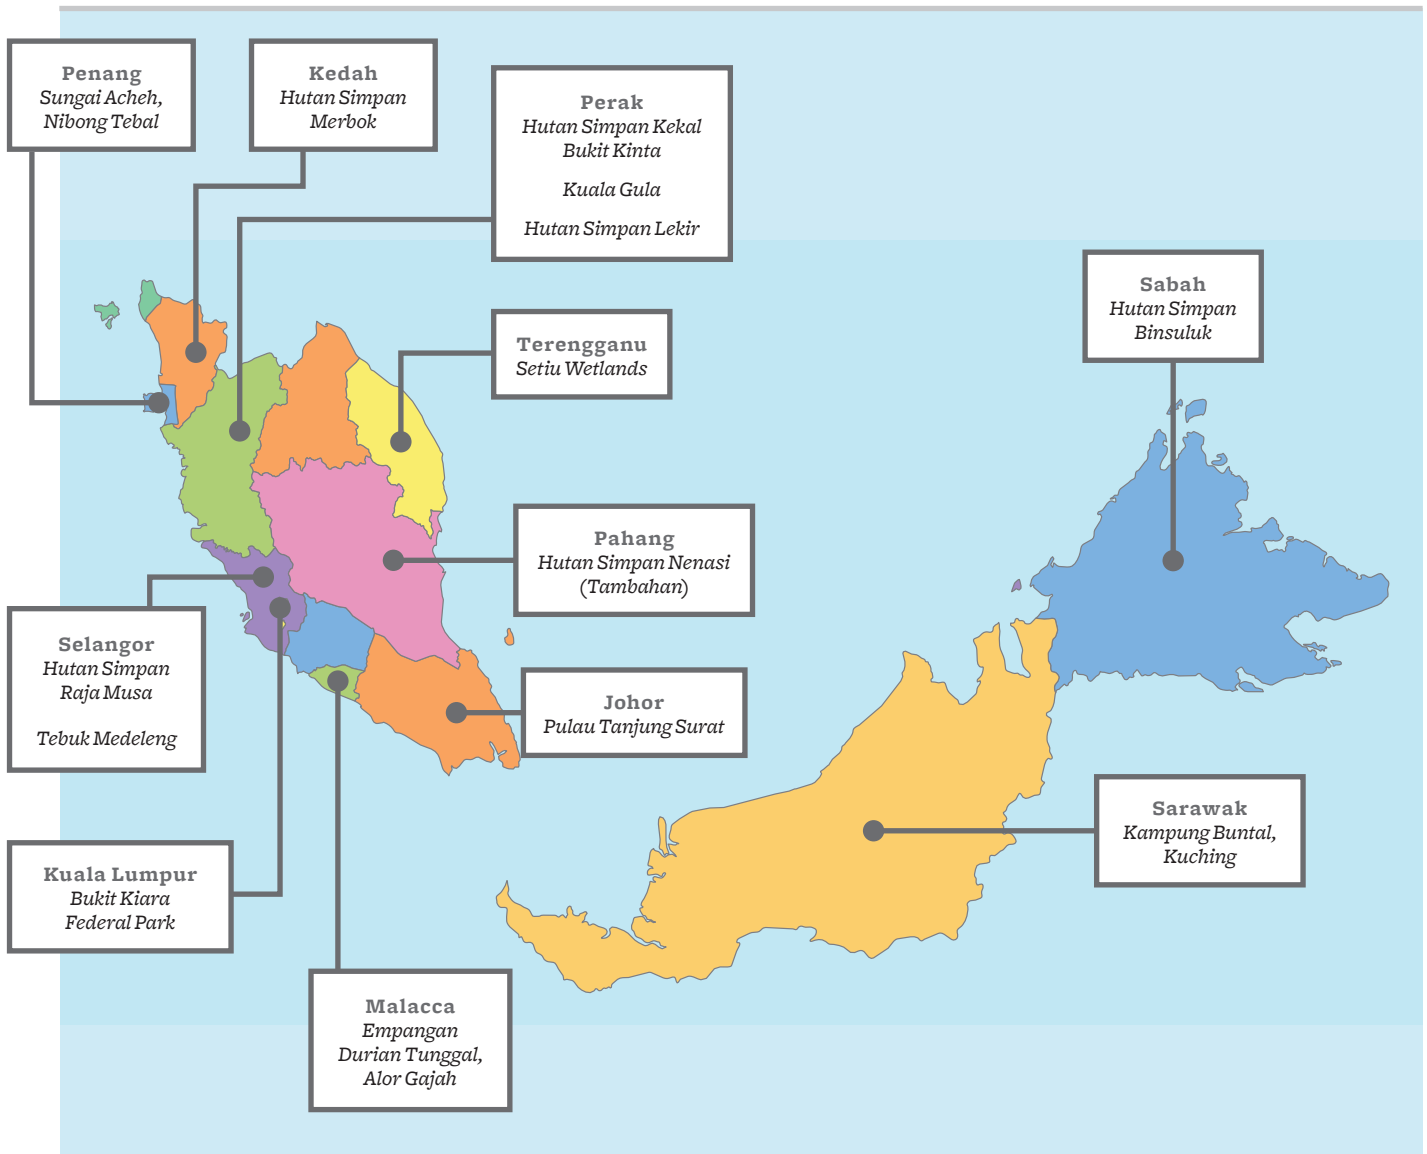 Penang
Sungai Acheh,
Nibong Tebal
Kedah
Hutan Simpan
Merbok
Perak
Hutan Simpan Kekal
Bukit Kinta
Kuala Gula
Hutan Simpan Lekir
Sabah
Hutan Simpan
Binsuluk
Terengganu
Setiu Wetlands
Pahang
Hutan Simpan Nenasi
(Tambahan)
Selangor
Hutan Simpan
Raja Musa
Tebuk Medeleng
Johor
Pulau Tanjung Surat
Sarawak
Kampung Buntal,
Kuching
Kuala Lumpur
Bukit Kiara
Federal Park
Malacca
Empangan
Durian Tunggal,
Alor Gajah